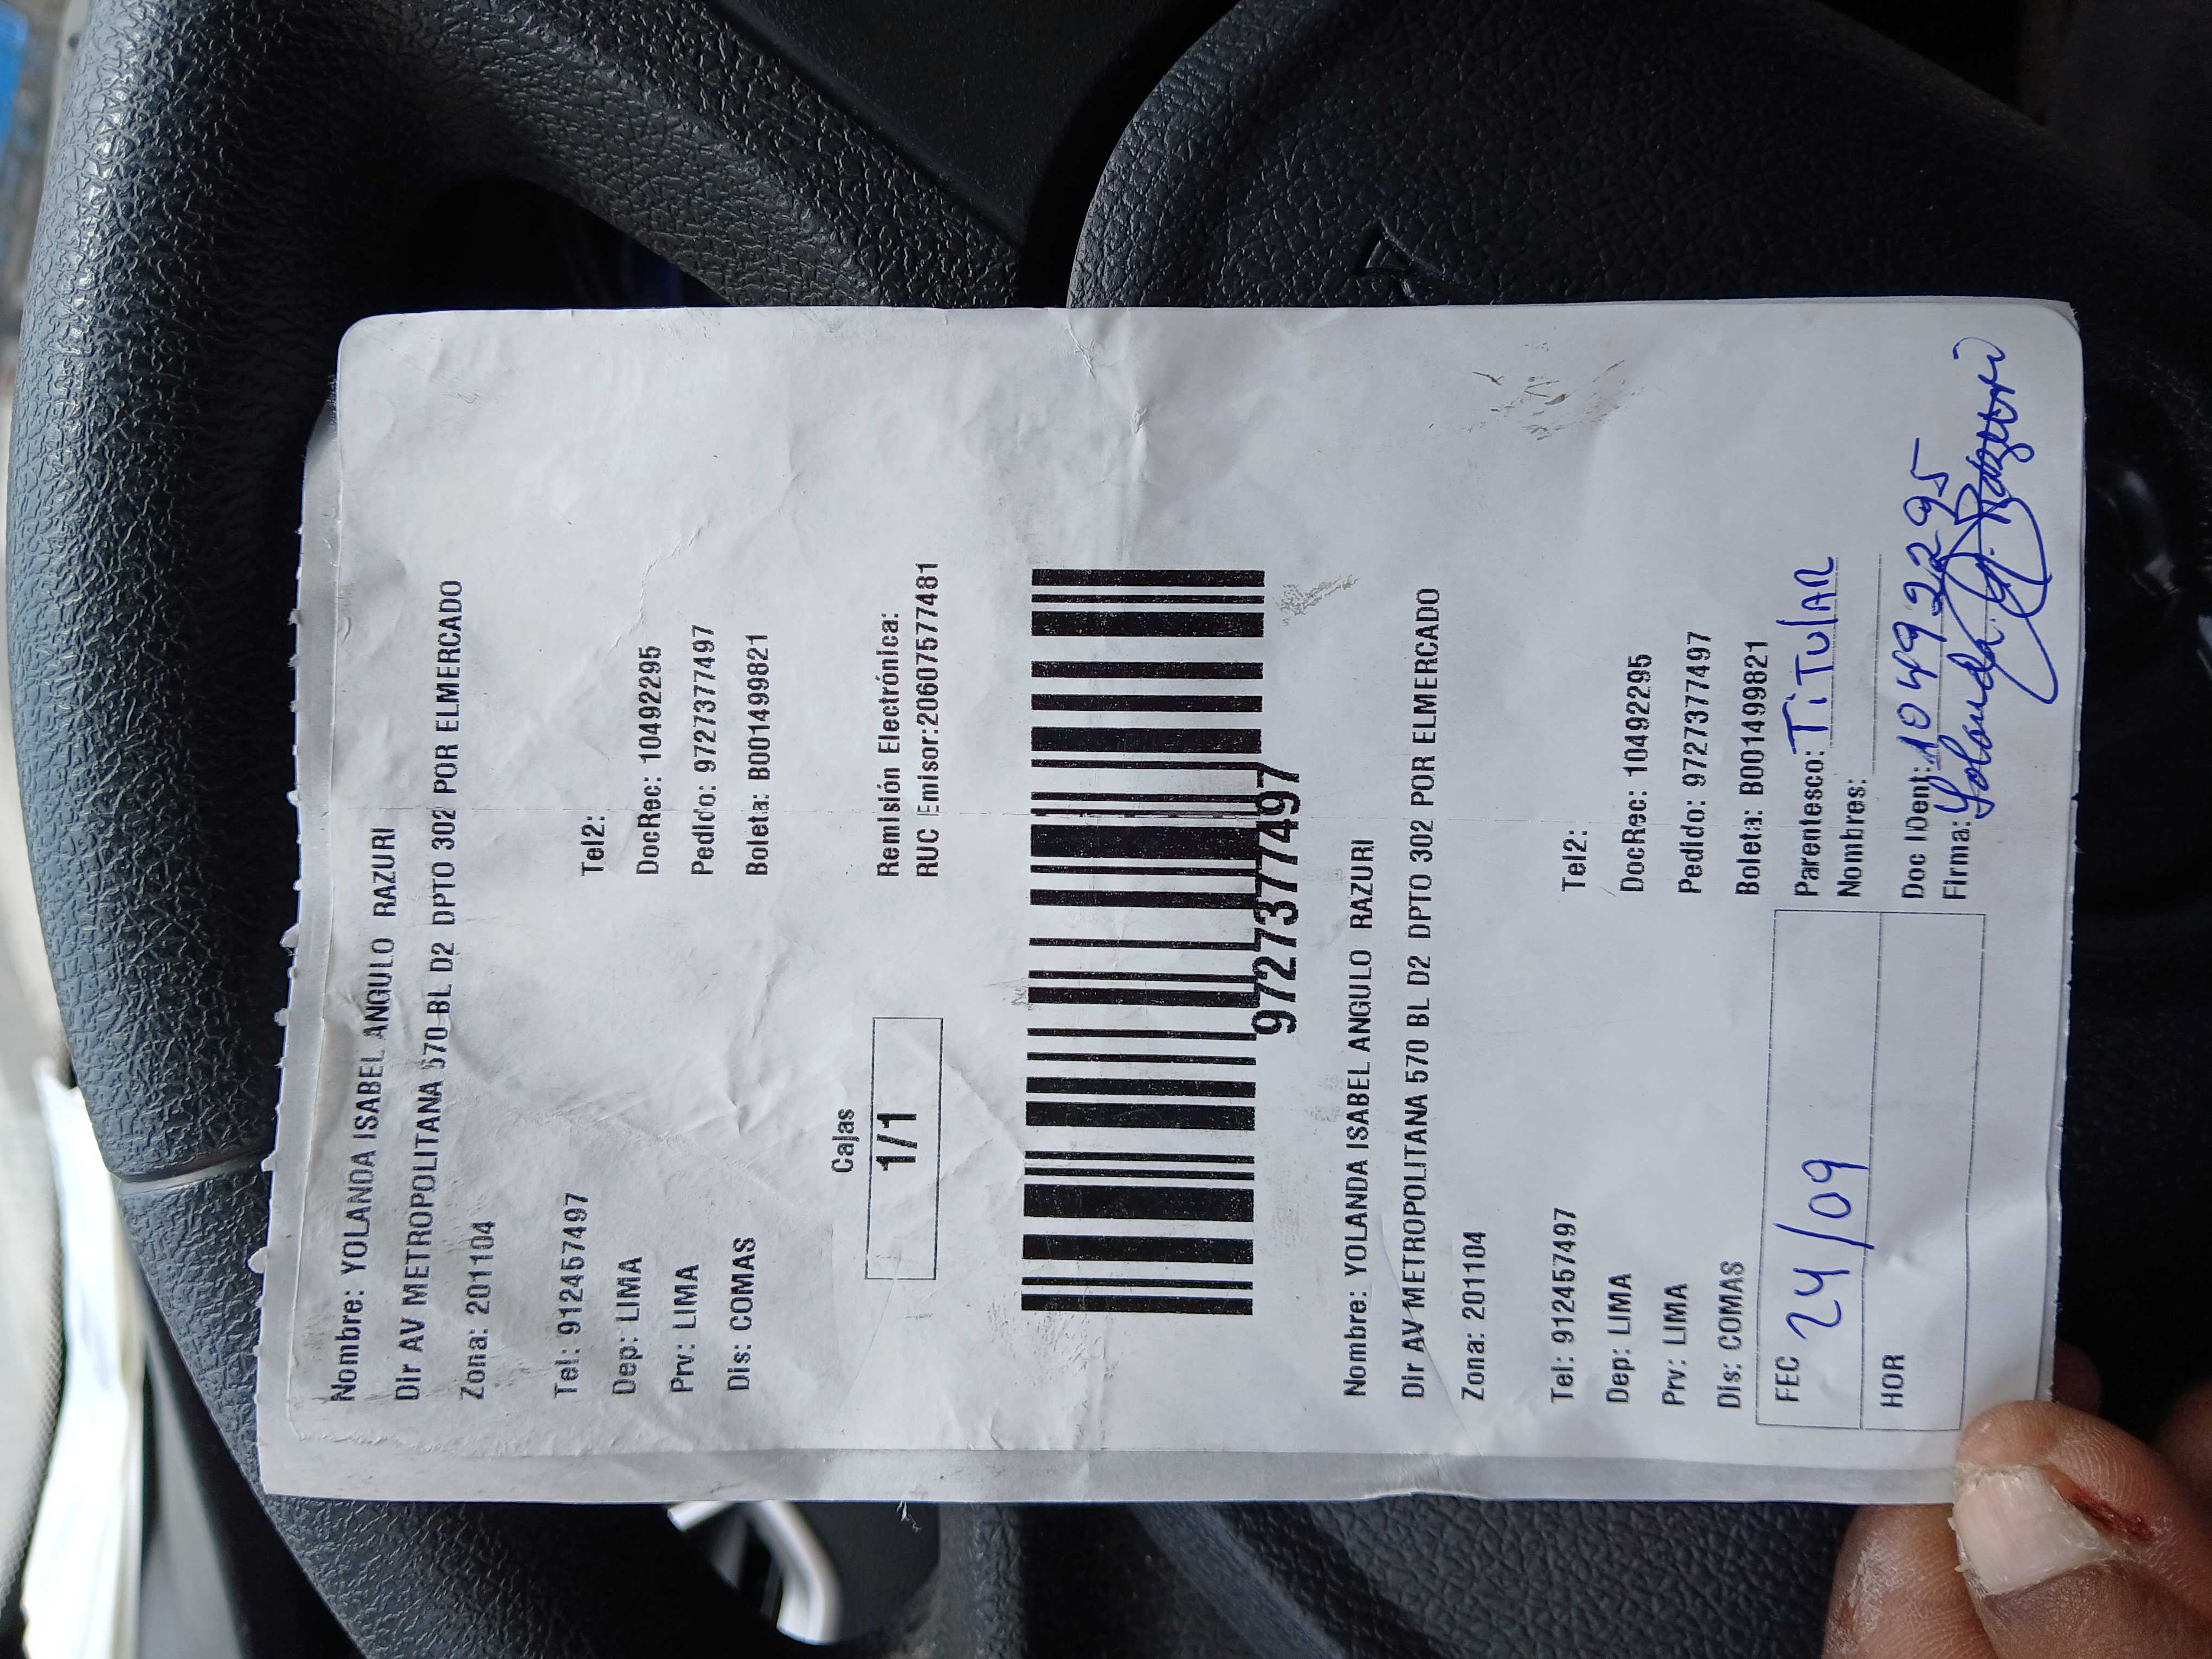 Nombre: YOLANDA ISABEL ANGULO RAZURI
Dir AV METROPOLITANA 570 BL D2 DPTO 302 POR ELMERCADO
Zona: 201104
Tel: 912457497 Tel2:
Dep: LIMA DocRec: 10492295
Prv: LIMA Pedido: 9727377497
Dis: COMAS Boleta: B001499821
Cajas
1/1
Remisión Electrónica:
RUC Emisor:20607577481
9727377497
Nombre: YOLANDA ISABEL ANGULO RAZURI
Dir AV METROPOLITANA 570 BL D2 DPTO 302 POR ELMERCADO
Zona: 201104
Tel: 912457497 Tel2:
Dep: LIMA DocRec: 10492295
Prv: LIMA Pedido: 9727377497
Dis: COMAS Boleta: B001499821
FEC 24/09
HOR
Parentesco: TiTulAR
Nombres:
Doc IDent: 10492295
Firma: Yolanda A. Razuri